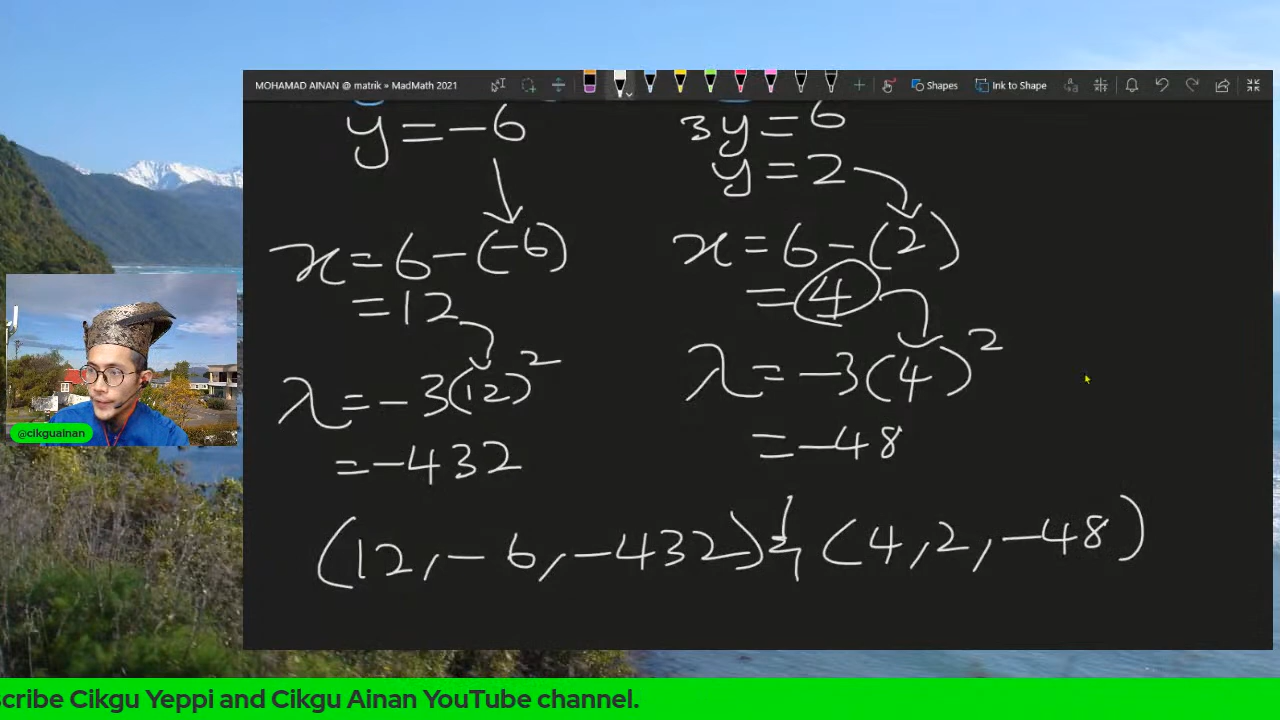 MOHAMAD AINAN @ matrik » MadMath 2021
Shapes
Ink to Shape
y = -6
3y = 6
y = 2
x = 6 - (-6)
= 12
x = 6 - (2)
= 4
λ = -3(12)²
= -432
λ = -3(4)²
= -48
(12, -6, -432) & (4, 2, -48)
@cikguainan
scribe Cikgu Yeppi and Cikgu Ainan YouTube channel.